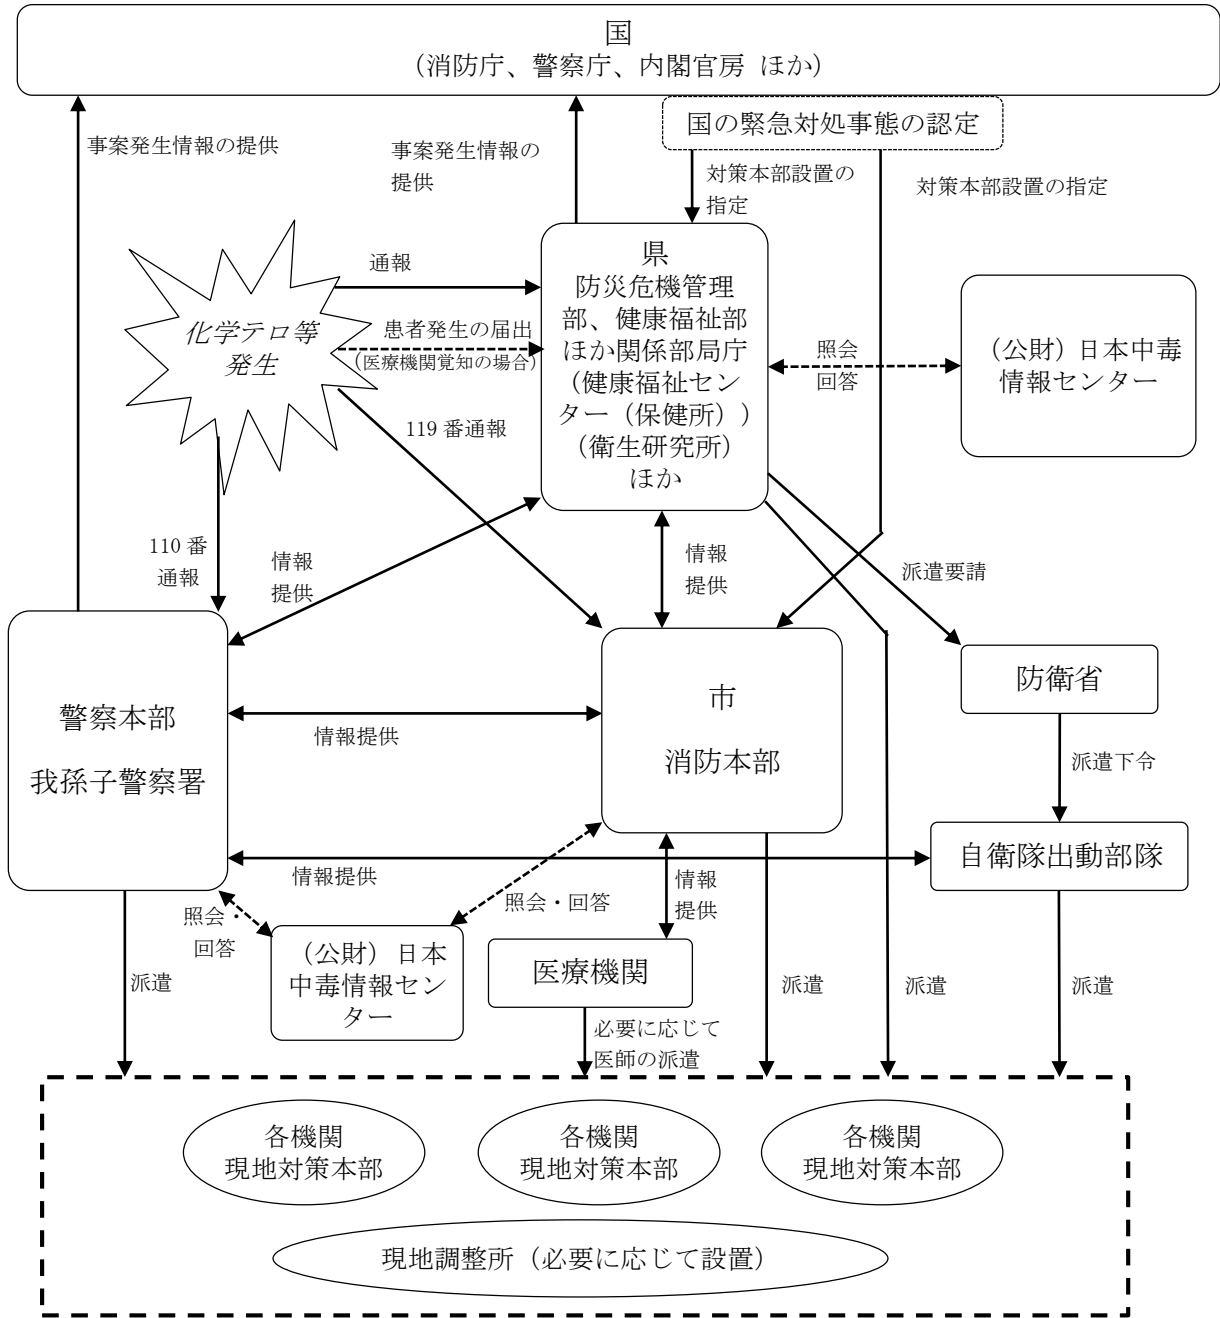 国
（消防庁、警察庁、内閣官房 ほか）
国の緊急対処事態の認定
事案発生情報の提供
事案発生情報の
提供
対策本部設置の
指定
対策本部設置の指定
県
防災危機管理
部、健康福祉部
ほか関係部局庁
（健康福祉セン
ター（保健所））
（衛生研究所）
ほか
通報
患者発生の届出
（医療機関覚知の場合）
化学テロ等
発生
照会
回答
（公財）日本中毒
情報センター
119 番通報
110 番
通報
情報
提供
情報
提供
派遣要請
警察本部
我孫子警察署
市
消防本部
防衛省
情報提供
派遣下令
自衛隊出動部隊
情報提供
照会・
回答
照会・回答
情報
提供
（公財）日本
中毒情報セン
ター
医療機関
派遣
必要に応じて
医師の派遣
派遣
派遣
派遣
各機関
現地対策本部
各機関
現地対策本部
各機関
現地対策本部
現地調整所（必要に応じて設置）